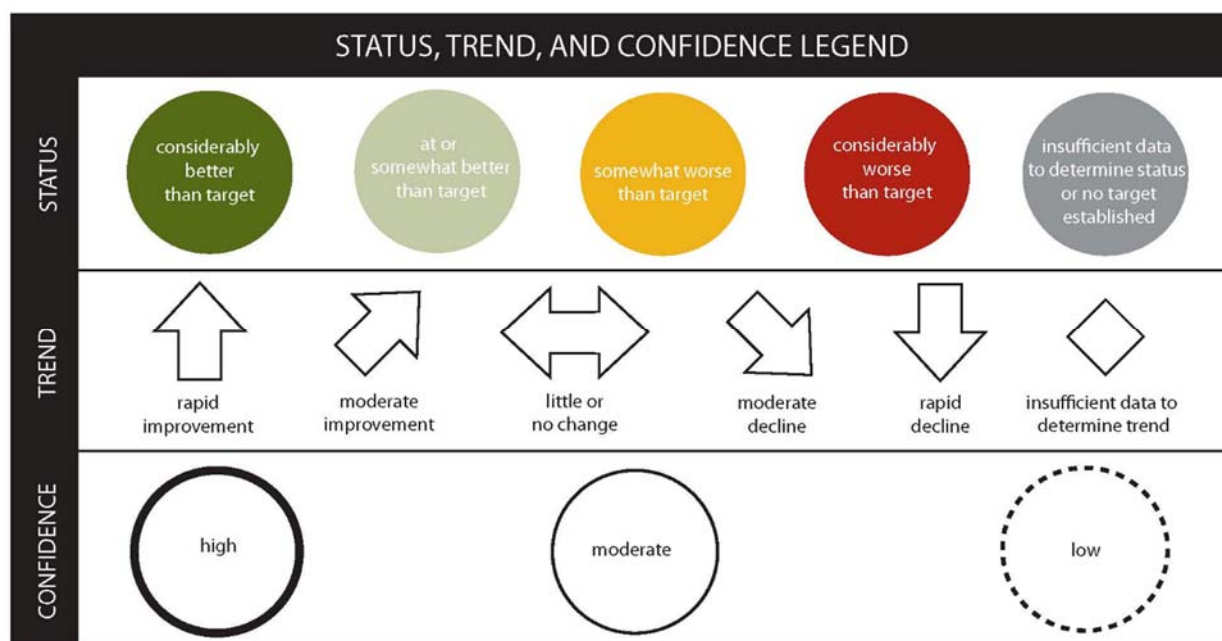 STATUS, TREND, AND CONFIDENCE LEGEND
STATUS
considerably
better
than target
at or
somewhat better
than target
somewhat worse
than target
considerably
worse
than target
insufficient data
to determine status
or no target
established
TREND
rapid
improvement
moderate
improvement
little or
no change
moderate
decline
rapid
decline
insufficient data to
determine trend
CONFIDENCE
high
moderate
low